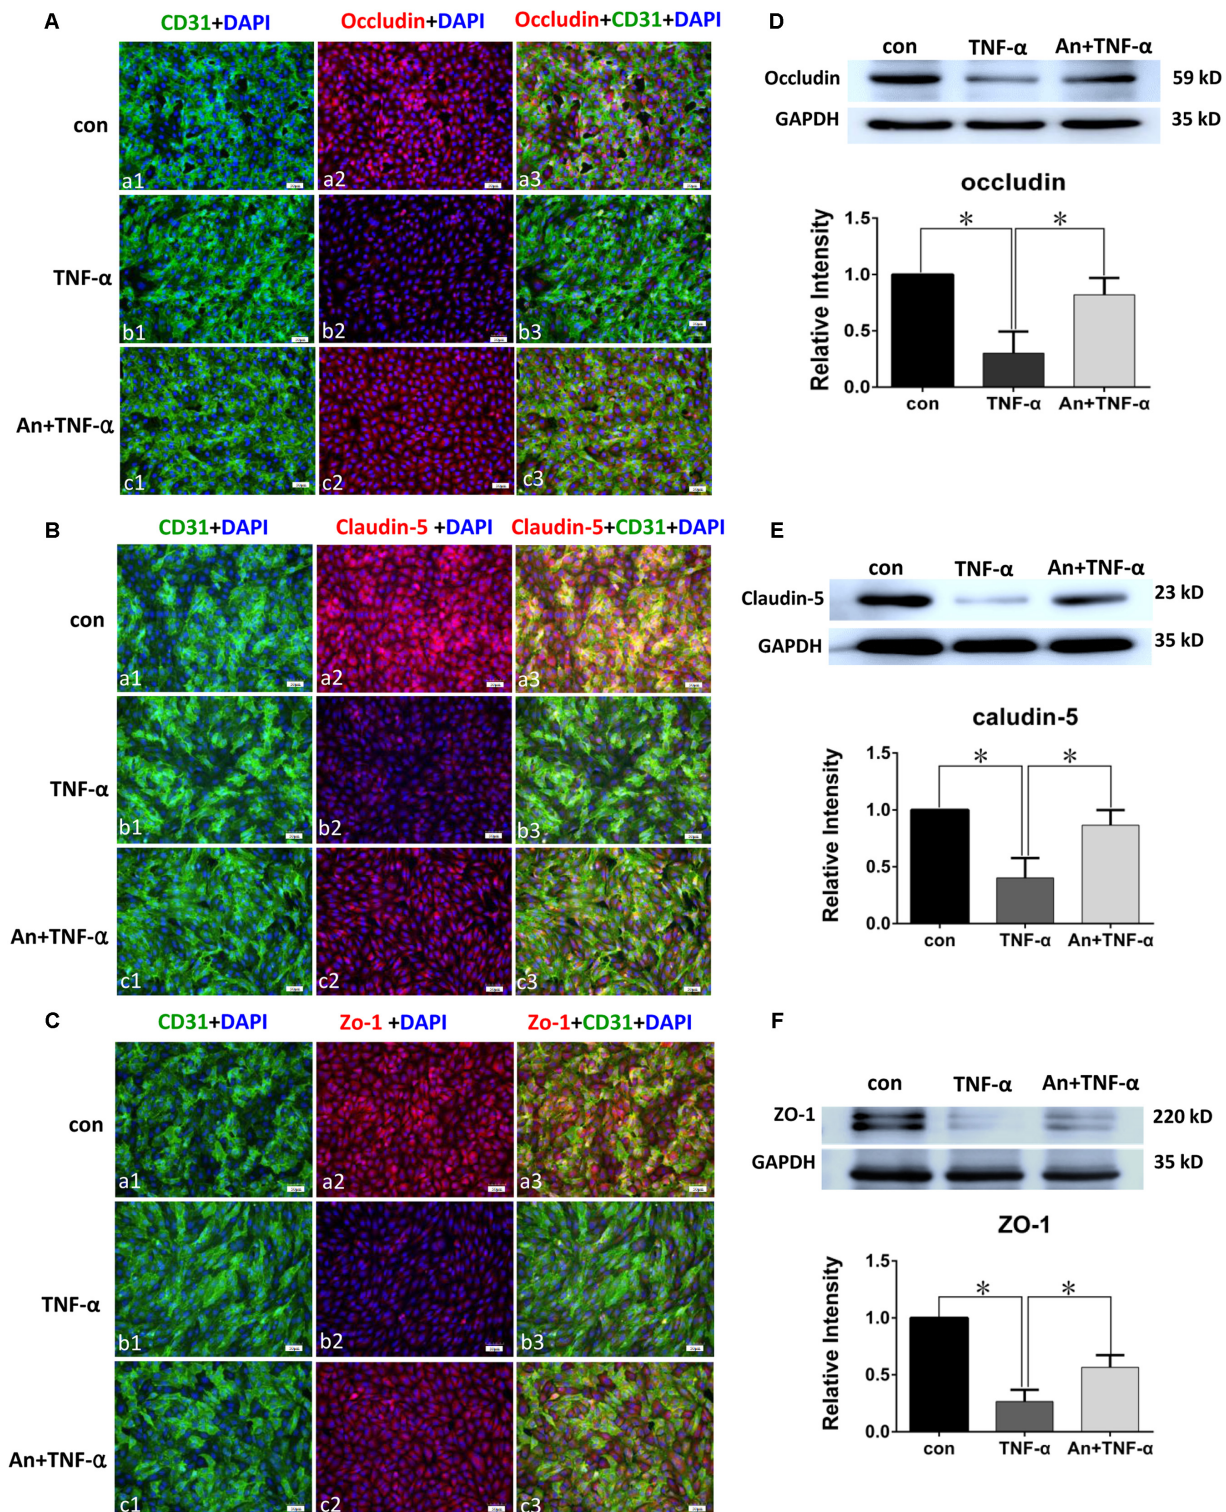 A
CD31+DAPI
Occludin+DAPI
Occludin+CD31+DAPI
con
a1
a2
a3
TNF-α
b1
b2
b3
An+TNF-α
c1
c2
c3
B
CD31+DAPI
Claudin-5 +DAPI
Claudin-5+CD31+DAPI
con
a1
a2
a3
TNF-α
b1
b2
b3
An+TNF-α
c1
c2
c3
C
CD31+DAPI
Zo-1 +DAPI
Zo-1+CD31+DAPI
con
a1
a2
a3
TNF-α
b1
b2
b3
An+TNF-α
c1
c2
c3
D
con TNF-α An+TNF-α
Occludin 59 kD
GAPDH 35 kD
occludin
Relative Intensity
1.5
1.0
0.5
0.0
* *
con TNF-α An+TNF-α
E
con TNF-α An+TNF-α
Claudin-5 23 kD
GAPDH 35 kD
caludin-5
Relative Intensity
1.5
1.0
0.5
0.0
* *
con TNF-α An+TNF-α
F
con TNF-α An+TNF-α
ZO-1 220 kD
GAPDH 35 kD
ZO-1
Relative Intensity
1.5
1.0
0.5
0.0
* *
con TNF-α An+TNF-α